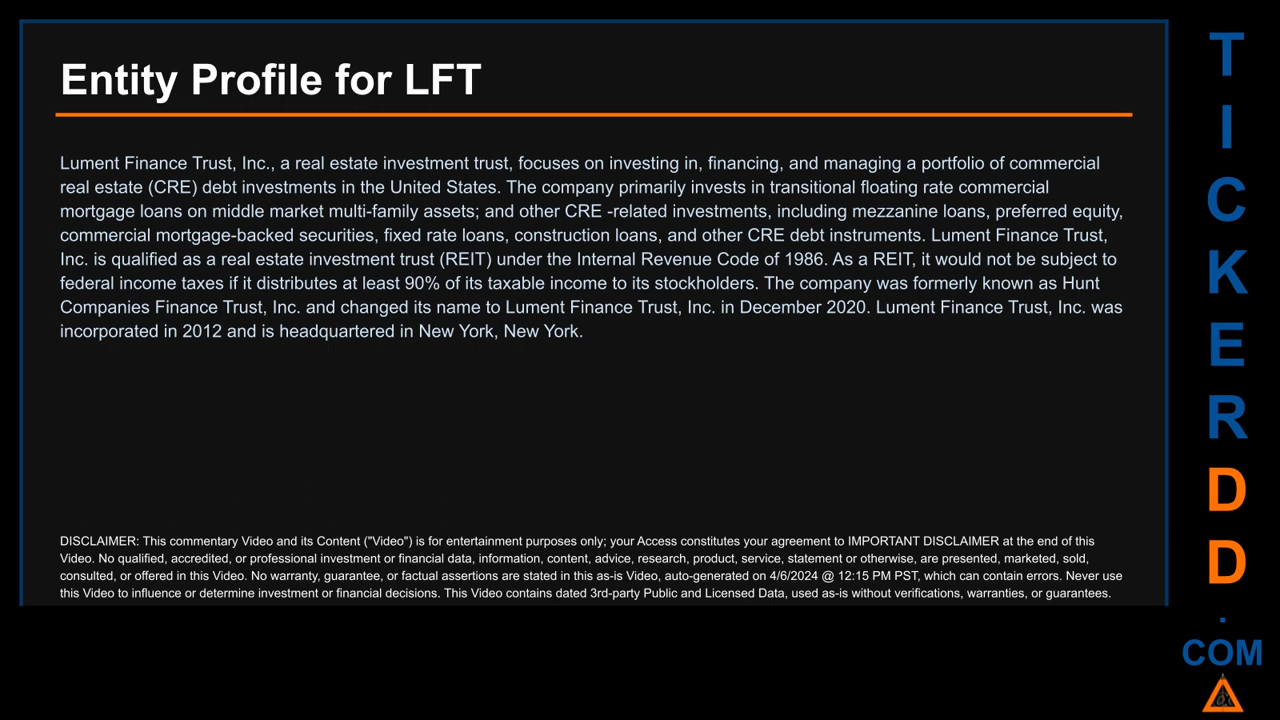 Entity Profile for LFT
Lument Finance Trust, Inc., a real estate investment trust, focuses on investing in, financing, and managing a portfolio of commercial
real estate (CRE) debt investments in the United States. The company primarily invests in transitional floating rate commercial
mortgage loans on middle market multi-family assets; and other CRE -related investments, including mezzanine loans, preferred equity,
commercial mortgage-backed securities, fixed rate loans, construction loans, and other CRE debt instruments. Lument Finance Trust,
Inc. is qualified as a real estate investment trust (REIT) under the Internal Revenue Code of 1986. As a REIT, it would not be subject to
federal income taxes if it distributes at least 90% of its taxable income to its stockholders. The company was formerly known as Hunt
Companies Finance Trust, Inc. and changed its name to Lument Finance Trust, Inc. in December 2020. Lument Finance Trust, Inc. was
incorporated in 2012 and is headquartered in New York, New York.
DISCLAIMER: This commentary Video and its Content ("Video") is for entertainment purposes only; your Access constitutes your agreement to IMPORTANT DISCLAIMER at the end of this
Video. No qualified, accredited, or professional investment or financial data, information, content, advice, research, product, service, statement or otherwise, are presented, marketed, sold,
consulted, or offered in this Video. No warranty, guarantee, or factual assertions are stated in this as-is Video, auto-generated on 4/6/2024 @ 12:15 PM PST, which can contain errors. Never use
this Video to influence or determine investment or financial decisions. This Video contains dated 3rd-party Public and Licensed Data, used as-is without verifications, warranties, or guarantees.
T
I
C
K
E
R
D
D
.
COM